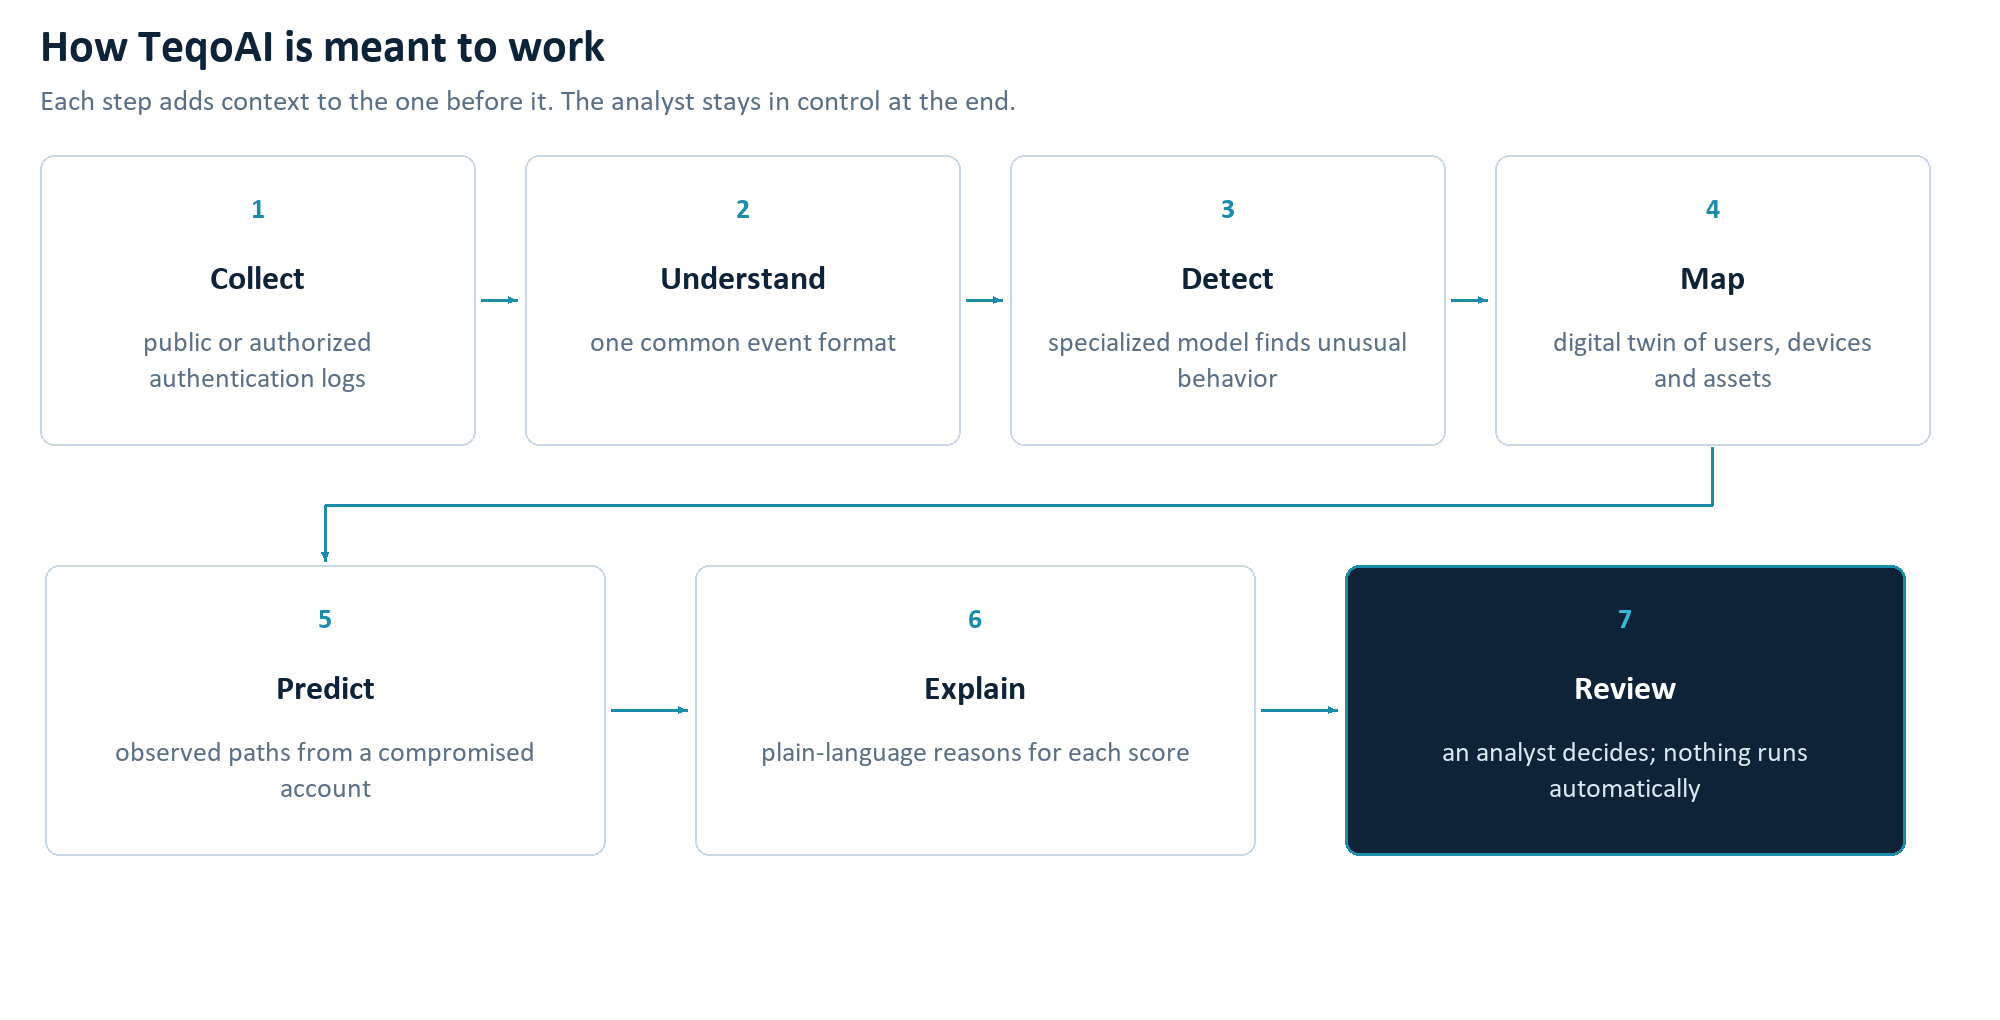 How TeqoAI is meant to work
Each step adds context to the one before it. The analyst stays in control at the end.
1
Collect
public or authorized
authentication logs
2
Understand
one common event format
3
Detect
specialized model finds unusual
behavior
4
Map
digital twin of users, devices
and assets
5
Predict
observed paths from a compromised
account
6
Explain
plain-language reasons for each score
7
Review
an analyst decides; nothing runs
automatically